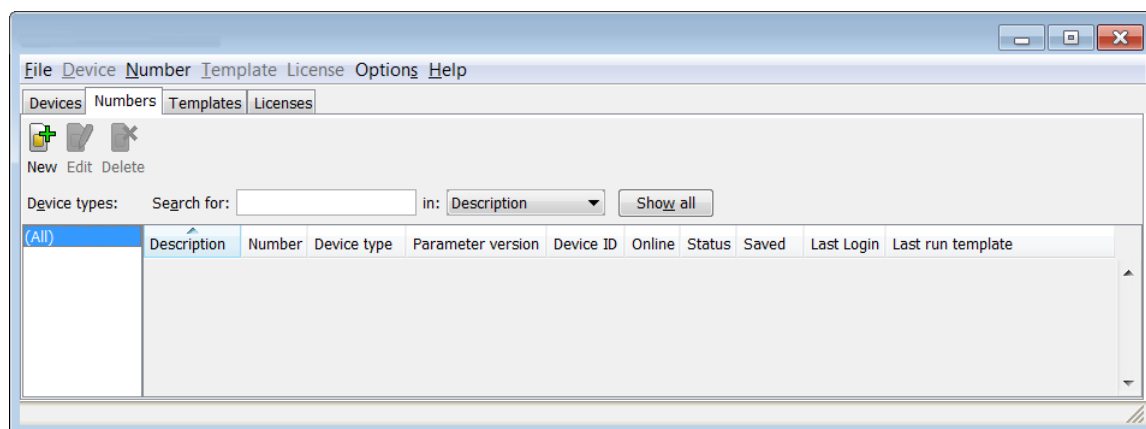 File Device Number Template License Options Help
Devices Numbers Templates Licenses
New Edit Delete
Device types: Search for: in: Description Show all
(All) Description Number Device type Parameter version Device ID Online Status Saved Last Login Last run template